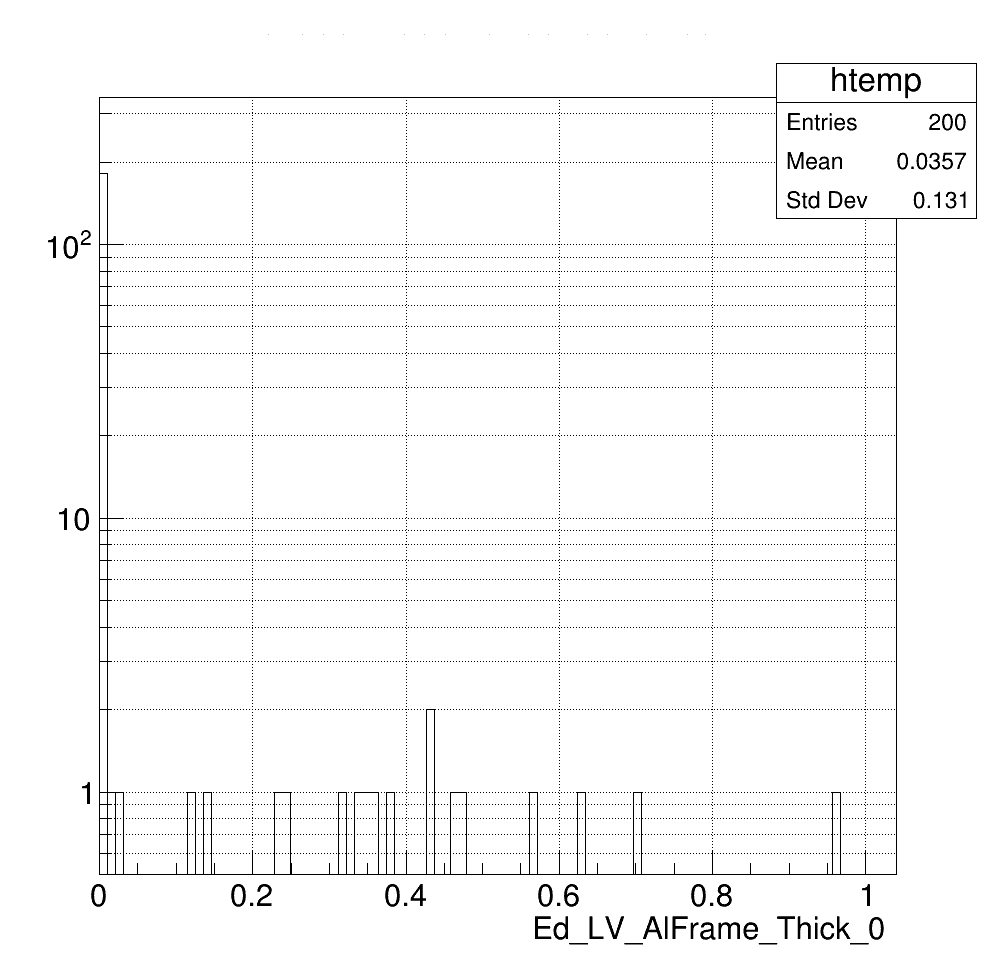 htemp
Entries 200
Mean 0.0357
Std Dev 0.131
10²
10
1
0 0.2 0.4 0.6 0.8 1
Ed_LV_AlFrame_Thick_0